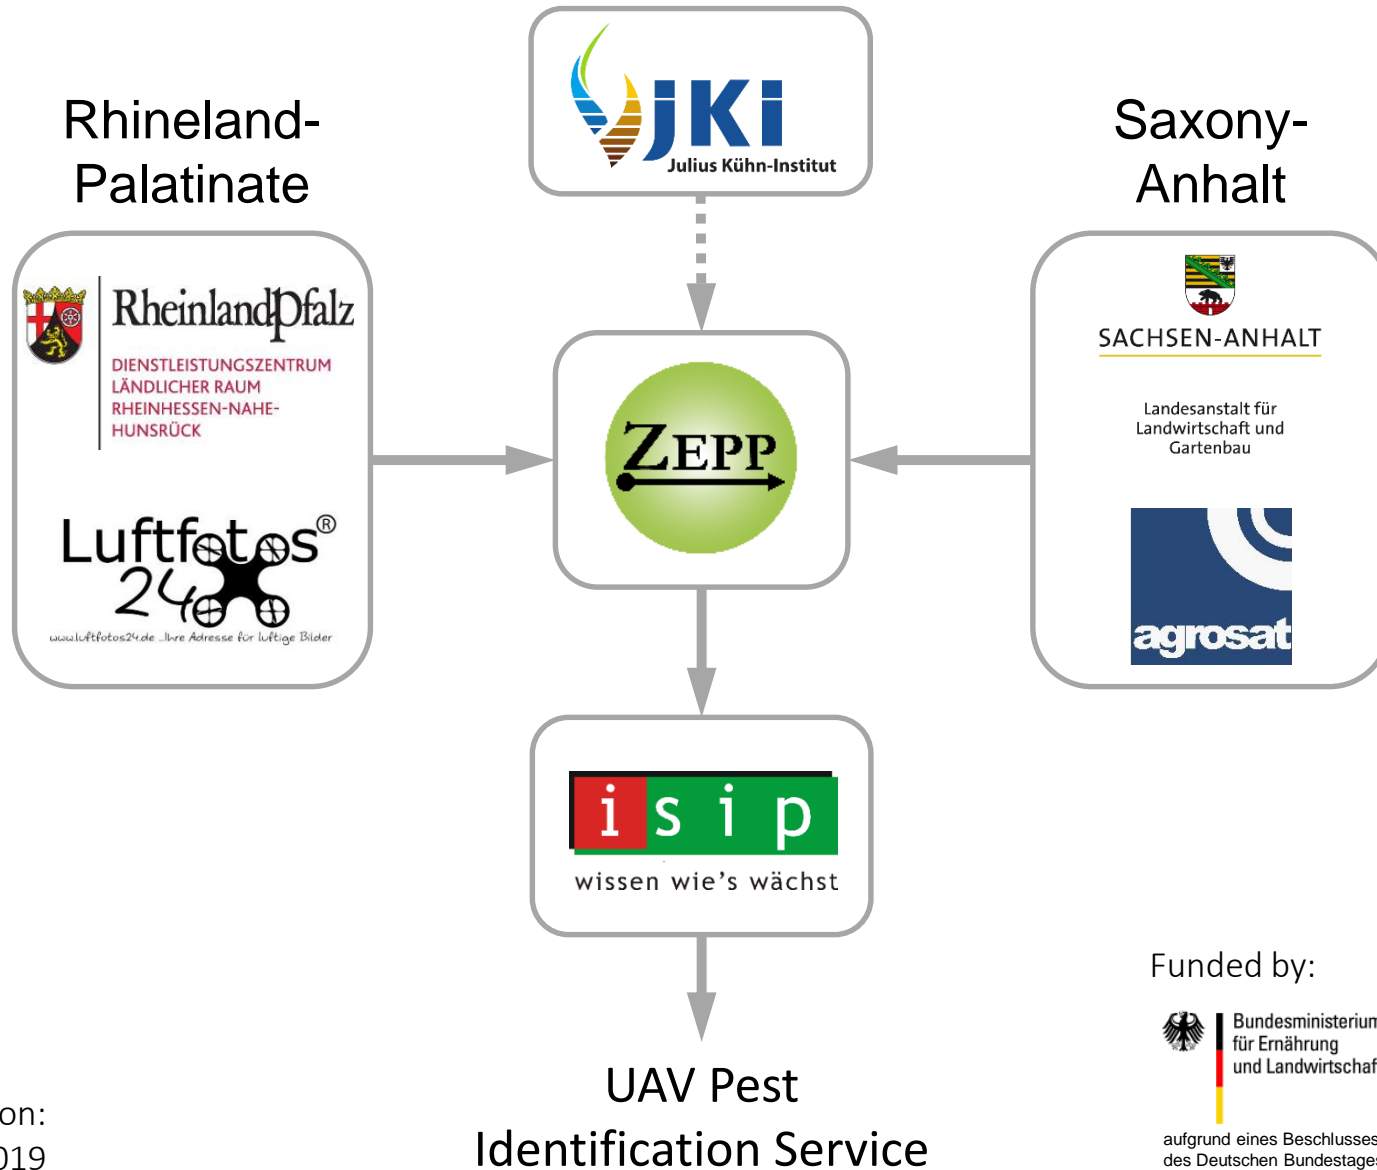 JKI
Julius Kühn-Institut
Rhineland-
Palatinate
Saxony-
Anhalt
RheinlandPfalz
DIENSTLEISTUNGSZENTRUM
LÄNDLICHER RAUM
RHEINHESSEN-NAHE-
HUNSRÜCK
Luftfotos®
24
www.luftfotos24.de ...Ihre Adresse für luftige Bilder
ZEPP
SACHSEN-ANHALT
Landesanstalt für
Landwirtschaft und
Gartenbau
agrosat
isip
wissen wie's wächst
UAV Pest
Identification Service
Funded by:
Bundesministerium
für Ernährung
und Landwirtschaf
aufgrund eines Beschlusses
des Deutschen Bundestages
on:
019